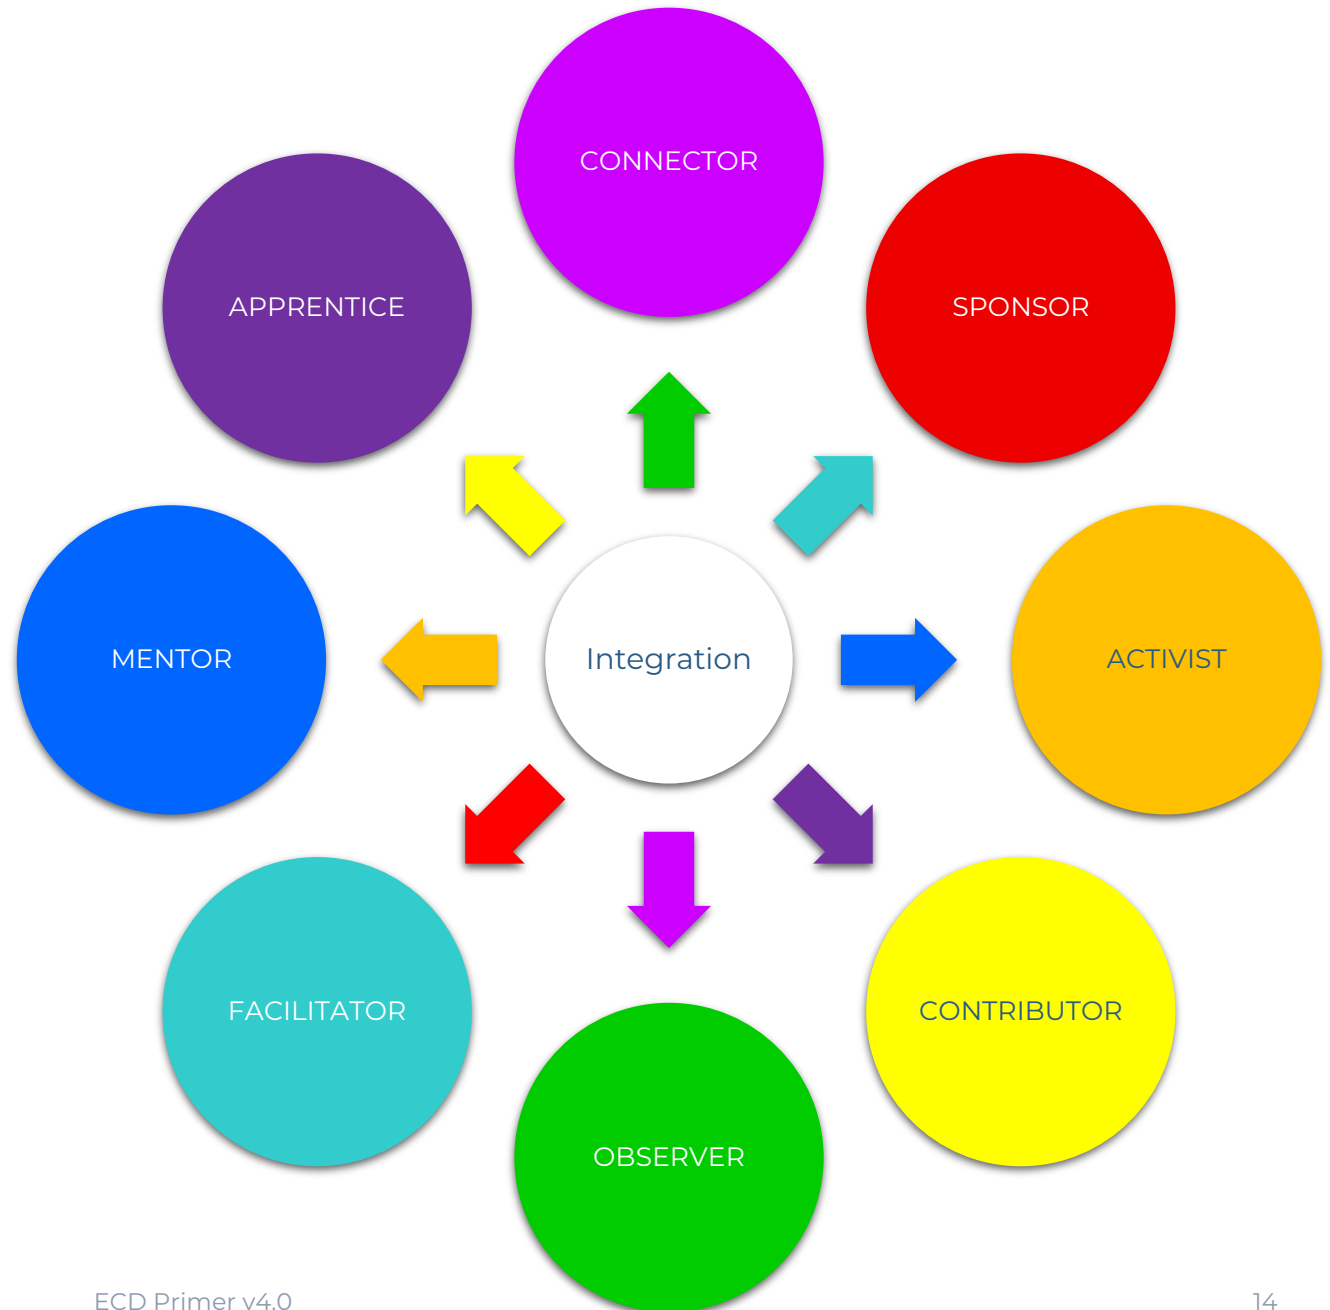 CONNECTOR
APPRENTICE
SPONSOR
MENTOR
Integration
ACTIVIST
FACILITATOR
CONTRIBUTOR
OBSERVER
ECD Primer v4.0
14